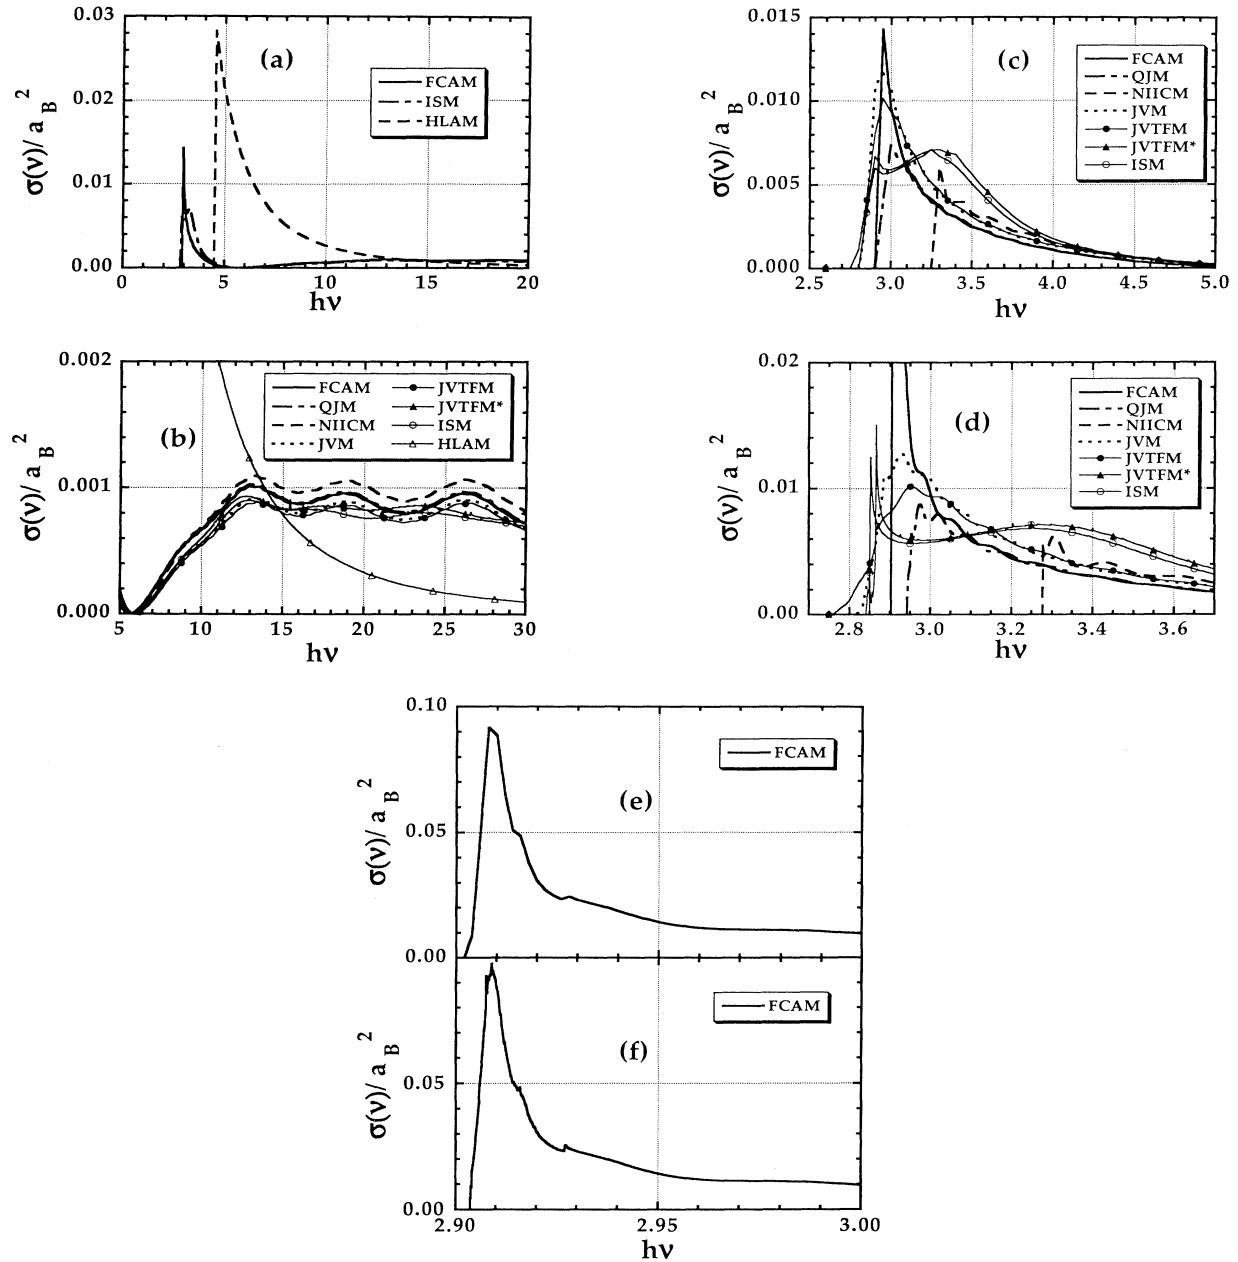 (a)
0.03
0.02
0.01
0.00
σ(ν)/ a_B^2
FCAM
ISM
HLAM
0 5 10 15 20
hν
(c)
0.015
0.010
0.005
0.000
σ(ν)/ a_B^2
FCAM
QJM
NIICM
JVM
JVTFM
JVTFM*
ISM
2.5 3.0 3.5 4.0 4.5 5.0
hν
(b)
0.002
0.001
0.000
σ(ν)/ a_B^2
FCAM JVTFM
QJM JVTFM*
NIICM ISM
JVM HLAM
5 10 15 20 25 30
hν
(d)
0.02
0.01
0.00
σ(ν)/ a_B^2
FCAM
QJM
NIICM
JVM
JVTFM
JVTFM*
ISM
2.8 3.0 3.2 3.4 3.6
hν
(e)
0.10
0.05
0.00
σ(ν)/ a_B^2
FCAM
(f)
0.05
0.00
σ(ν)/ a_B^2
FCAM
2.90 2.95 3.00
hν